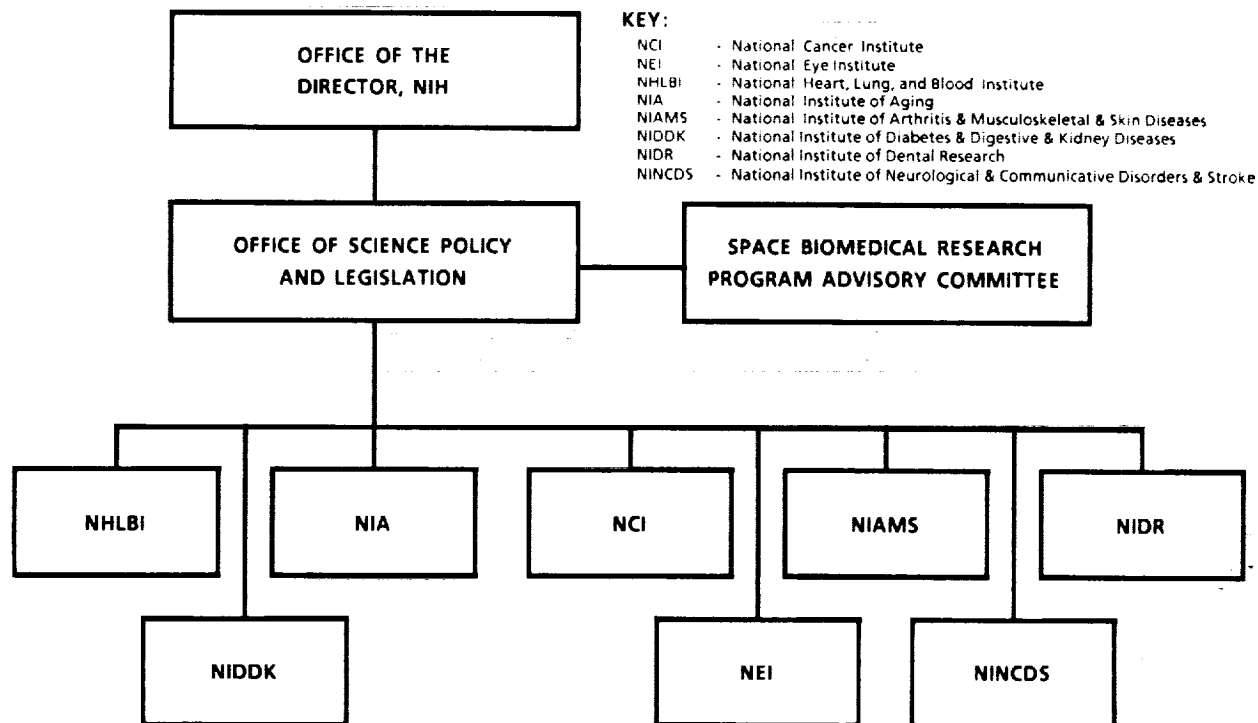 OFFICE OF THE
DIRECTOR, NIH
KEY:
NCI - National Cancer Institute
NEI - National Eye Institute
NHLBI - National Heart, Lung, and Blood Institute
NIA - National Institute of Aging
NIAMS - National Institute of Arthritis & Musculoskeletal & Skin Diseases
NIDDK - National Institute of Diabetes & Digestive & Kidney Diseases
NIDR - National Institute of Dental Research
NINCDS - National Institute of Neurological & Communicative Disorders & Stroke
OFFICE OF SCIENCE POLICY
AND LEGISLATION
SPACE BIOMEDICAL RESEARCH
PROGRAM ADVISORY COMMITTEE
NHLBI
NIA
NCI
NIAMS
NIDR
NIDDK
NEI
NINCDS